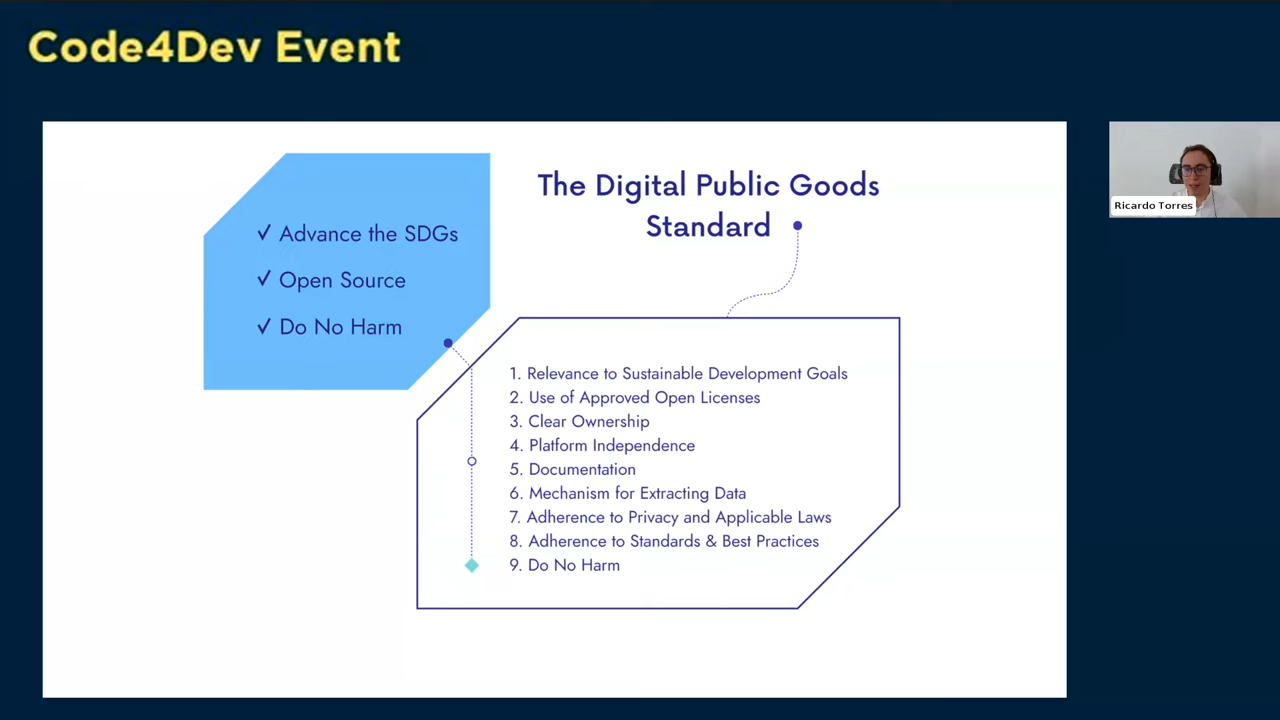 Code4Dev Event
✓ Advance the SDGs
✓ Open Source
✓ Do No Harm
The Digital Public Goods
Standard
1. Relevance to Sustainable Development Goals
2. Use of Approved Open Licenses
3. Clear Ownership
4. Platform Independence
5. Documentation
6. Mechanism for Extracting Data
7. Adherence to Privacy and Applicable Laws
8. Adherence to Standards & Best Practices
9. Do No Harm
Ricardo Torres